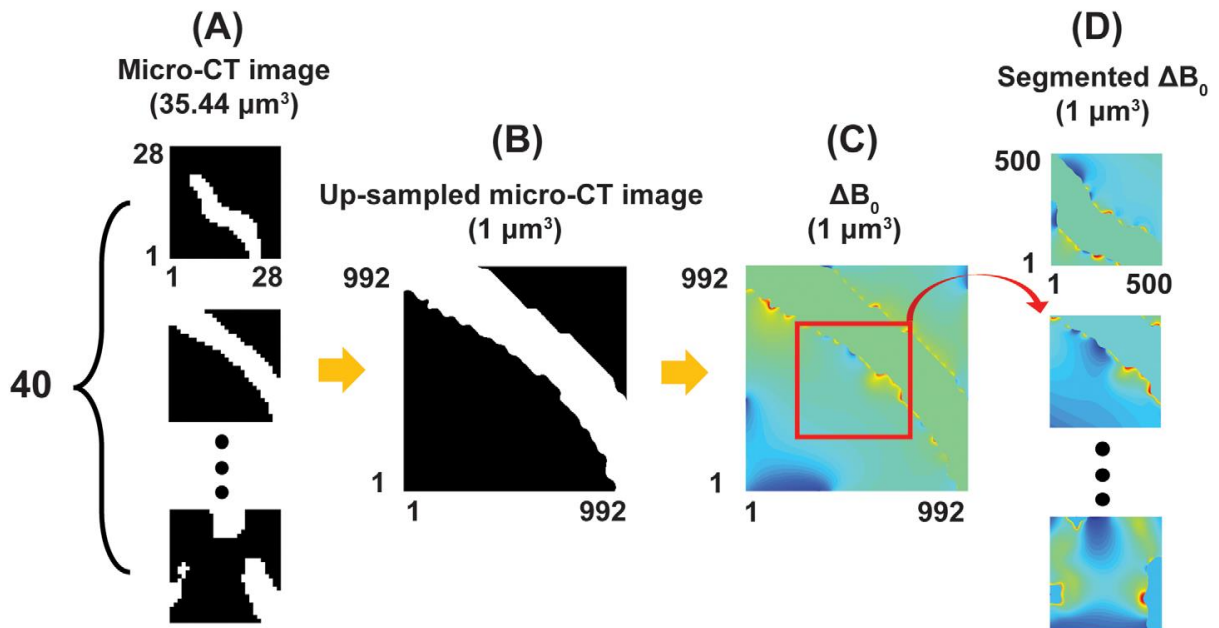 (A)
Micro-CT image
(35.44 μm³)
28
1
1
28
40
(B)
Up-sampled micro-CT image
(1 μm³)
992
1
1
992
(C)
ΔB₀
(1 μm³)
992
1
1
992
(D)
Segmented ΔB₀
(1 μm³)
500
1
1
500